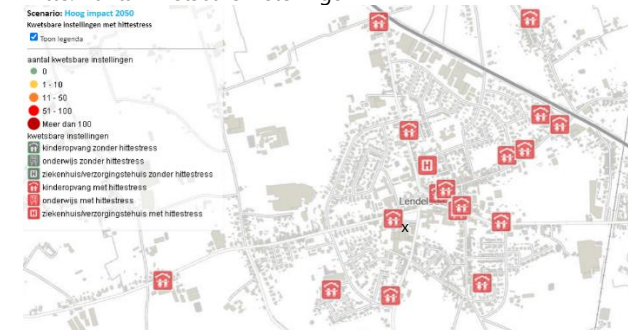 Scenario: Hoog impact 2050
Kwetsbare instellingen met hittestress
Toon legenda
aantal kwetsbare instellingen
0
1 - 10
11 - 50
51 - 100
Meer dan 100
kwetsbare instellingen
kinderopvang zonder hittestress
onderwijs zonder hittestress
ziekenhuis/verzorgingstehuis zonder hittestress
kinderopvang met hittestress
onderwijs met hittestress
ziekenhuis/verzorgingstehuis met hittestress
H
Lendele
x